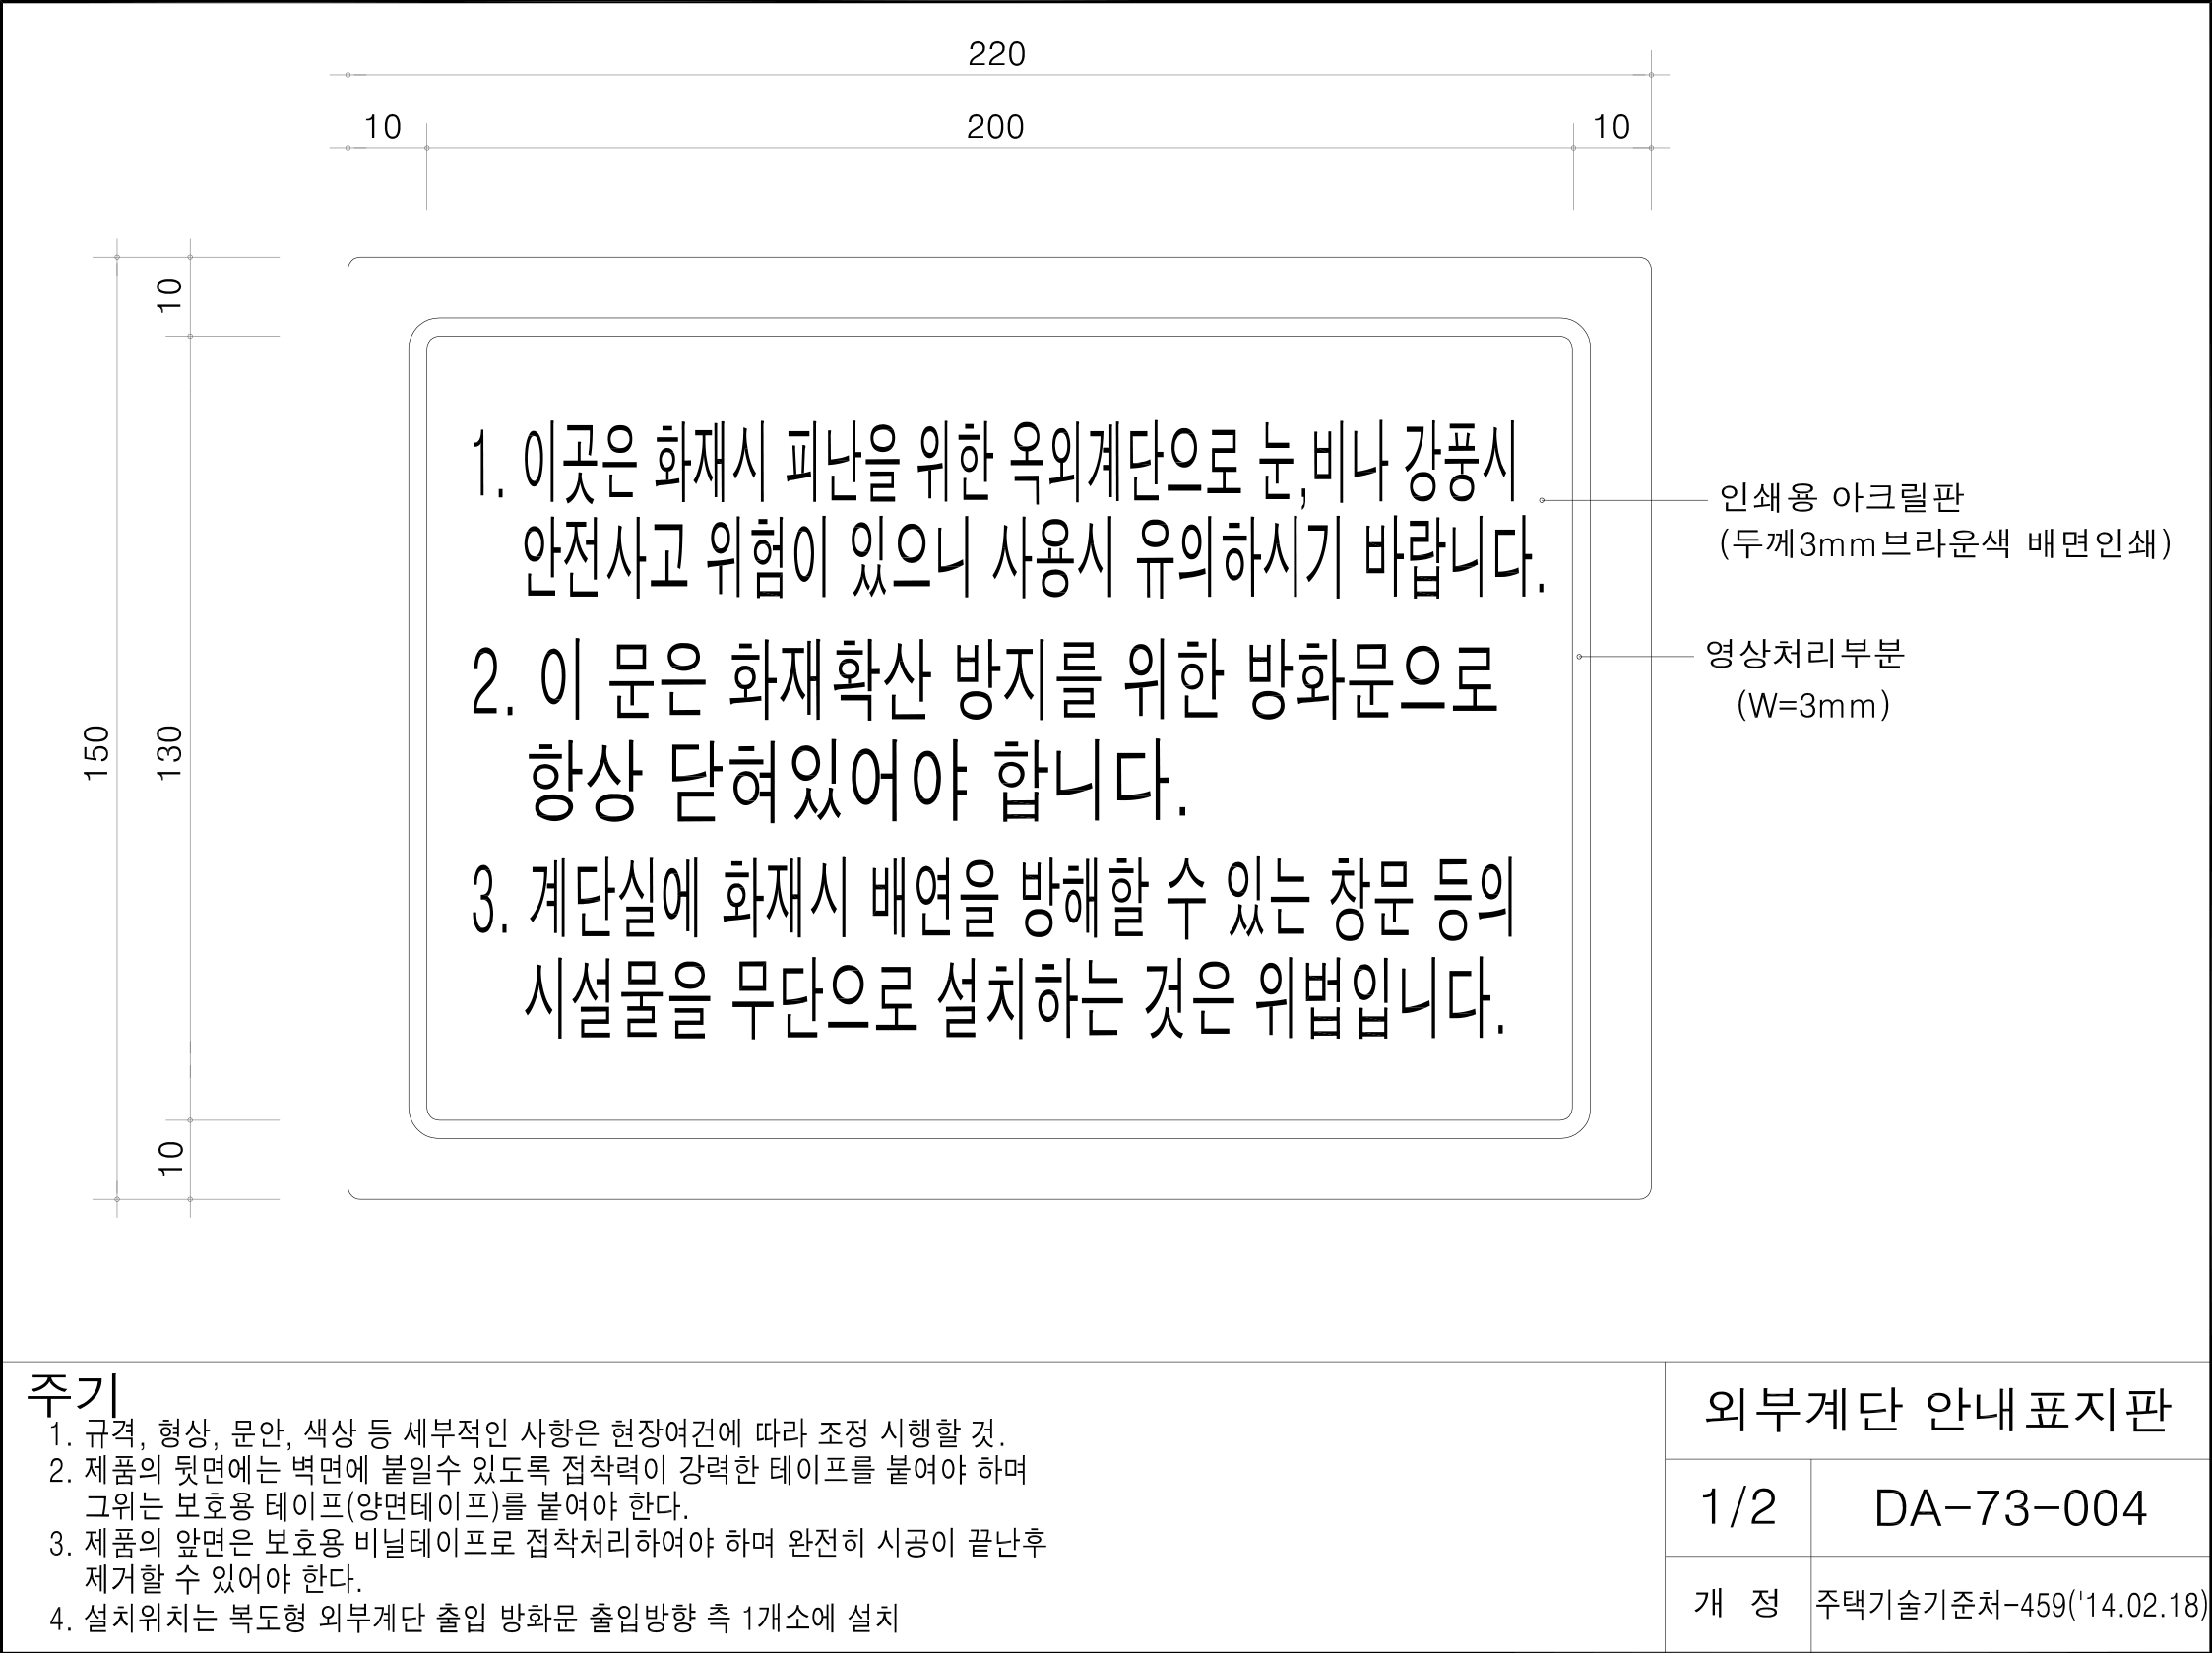 220
10 200 10
10
150 130
10
1. 이곳은 화재시 피난을 위한 옥외계단으로 눈,비나 강풍시
안전사고 위험이 있으니 사용시 유의하시기 바랍니다.
2. 이 문은 화재확산 방지를 위한 방화문으로
항상 닫혀있어야 합니다.
3. 계단실에 화재시 배연을 방해할 수 있는 창문 등의
시설물을 무단으로 설치하는 것은 위법입니다.
인쇄용 아크릴판
(두께3mm브라운색 배면인쇄)
영상처리부분
(W=3mm)
주기
1. 규격, 형상, 문안, 색상 등 세부적인 사항은 현장여건에 따라 조정 시행할 것.
2. 제품의 뒷면에는 벽면에 붙일수 있도록 접착력이 강력한 테이프를 붙여야 하며
그위는 보호용 테이프(양면테이프)를 붙여야 한다.
3. 제품의 앞면은 보호용 비닐테이프로 접착처리하여야 하며 완전히 시공이 끝난후
제거할 수 있어야 한다.
4. 설치위치는 복도형 외부계단 출입 방화문 출입방향 측 1개소에 설치
외부계단 안내표지판
1/2 DA-73-004
개 정 주택기술기준처-459('14.02.18)